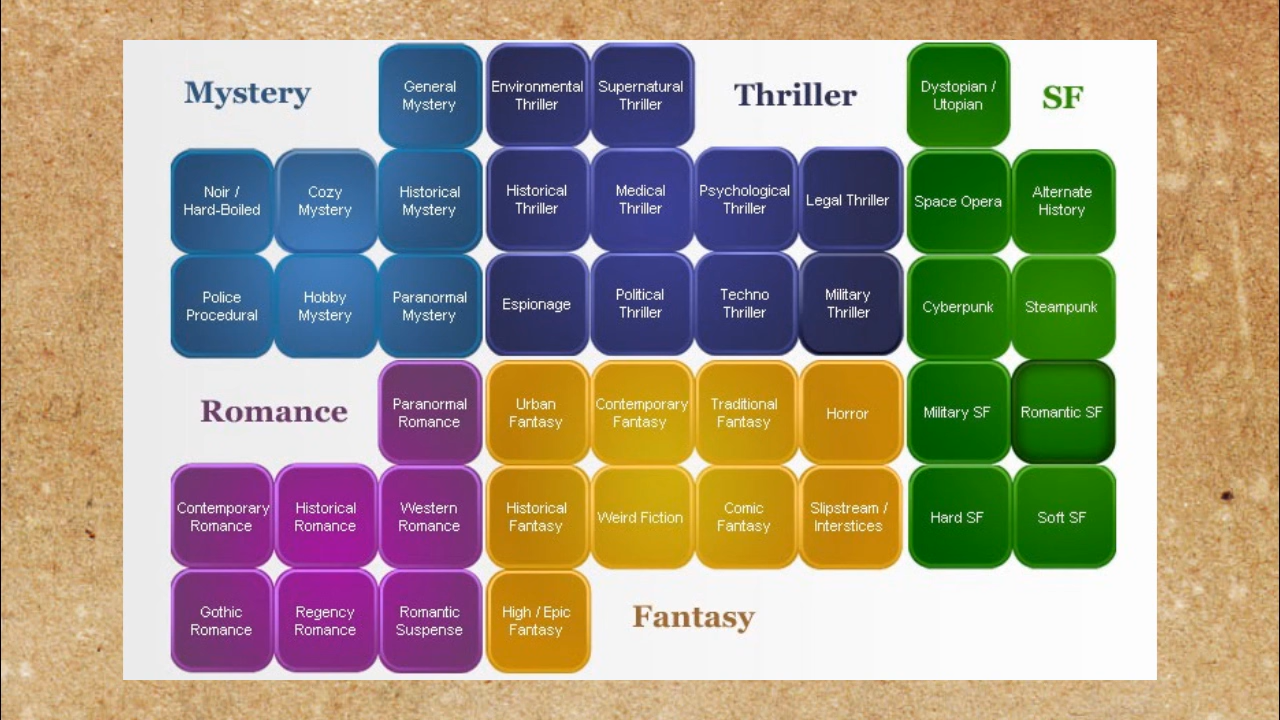 Mystery
General
Mystery
Environmental
Thriller
Supernatural
Thriller
Thriller
Dystopian /
Utopian
SF
Noir /
Hard-Boiled
Cozy
Mystery
Historical
Mystery
Historical
Thriller
Medical
Thriller
Psychological
Thriller
Legal Thriller
Space Opera
Alternate
History
Police
Procedural
Hobby
Mystery
Paranormal
Mystery
Espionage
Political
Thriller
Techno
Thriller
Military
Thriller
Cyberpunk
Steampunk
Romance
Paranormal
Romance
Urban
Fantasy
Contemporary
Fantasy
Traditional
Fantasy
Horror
Military SF
Romantic SF
Contemporary
Romance
Historical
Romance
Western
Romance
Historical
Fantasy
Weird Fiction
Comic
Fantasy
Slipstream /
Interstices
Hard SF
Soft SF
Gothic
Romance
Regency
Romance
Romantic
Suspense
High / Epic
Fantasy
Fantasy